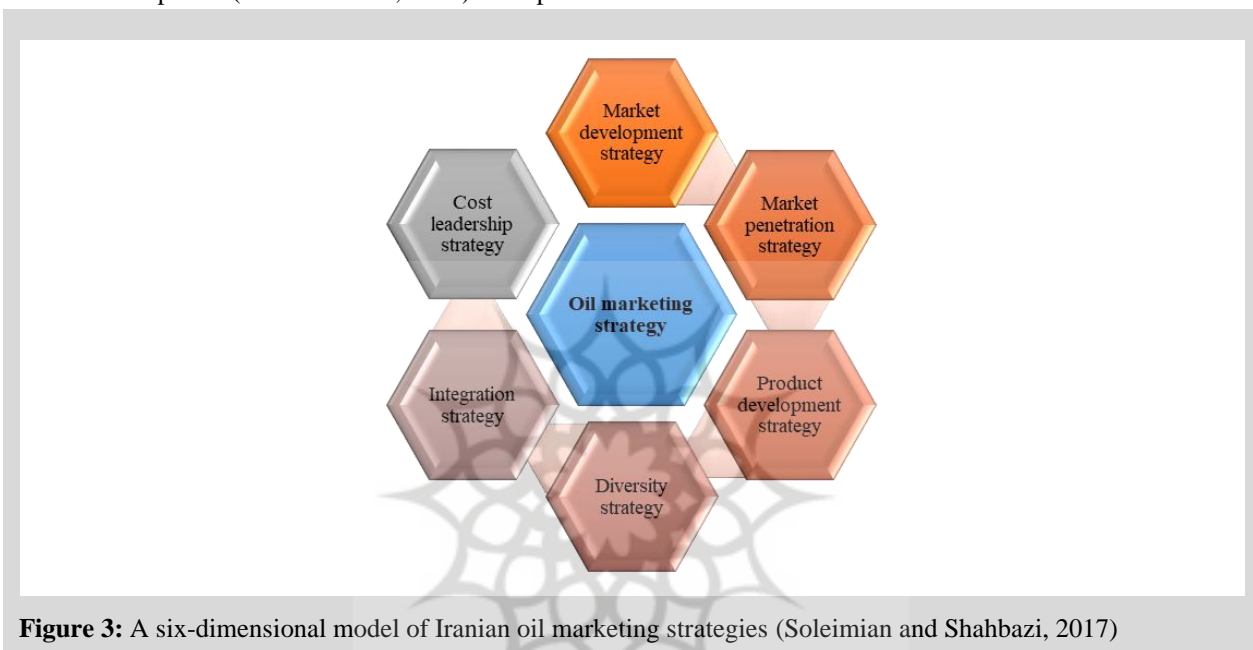 Market
development
strategy
Cost
leadership
strategy
Market
penetration
strategy
Oil marketing
strategy
Integration
strategy
Product
development
strategy
Diversity
strategy
Figure 3: A six-dimensional model of Iranian oil marketing strategies (Soleimian and Shahbazi, 2017)